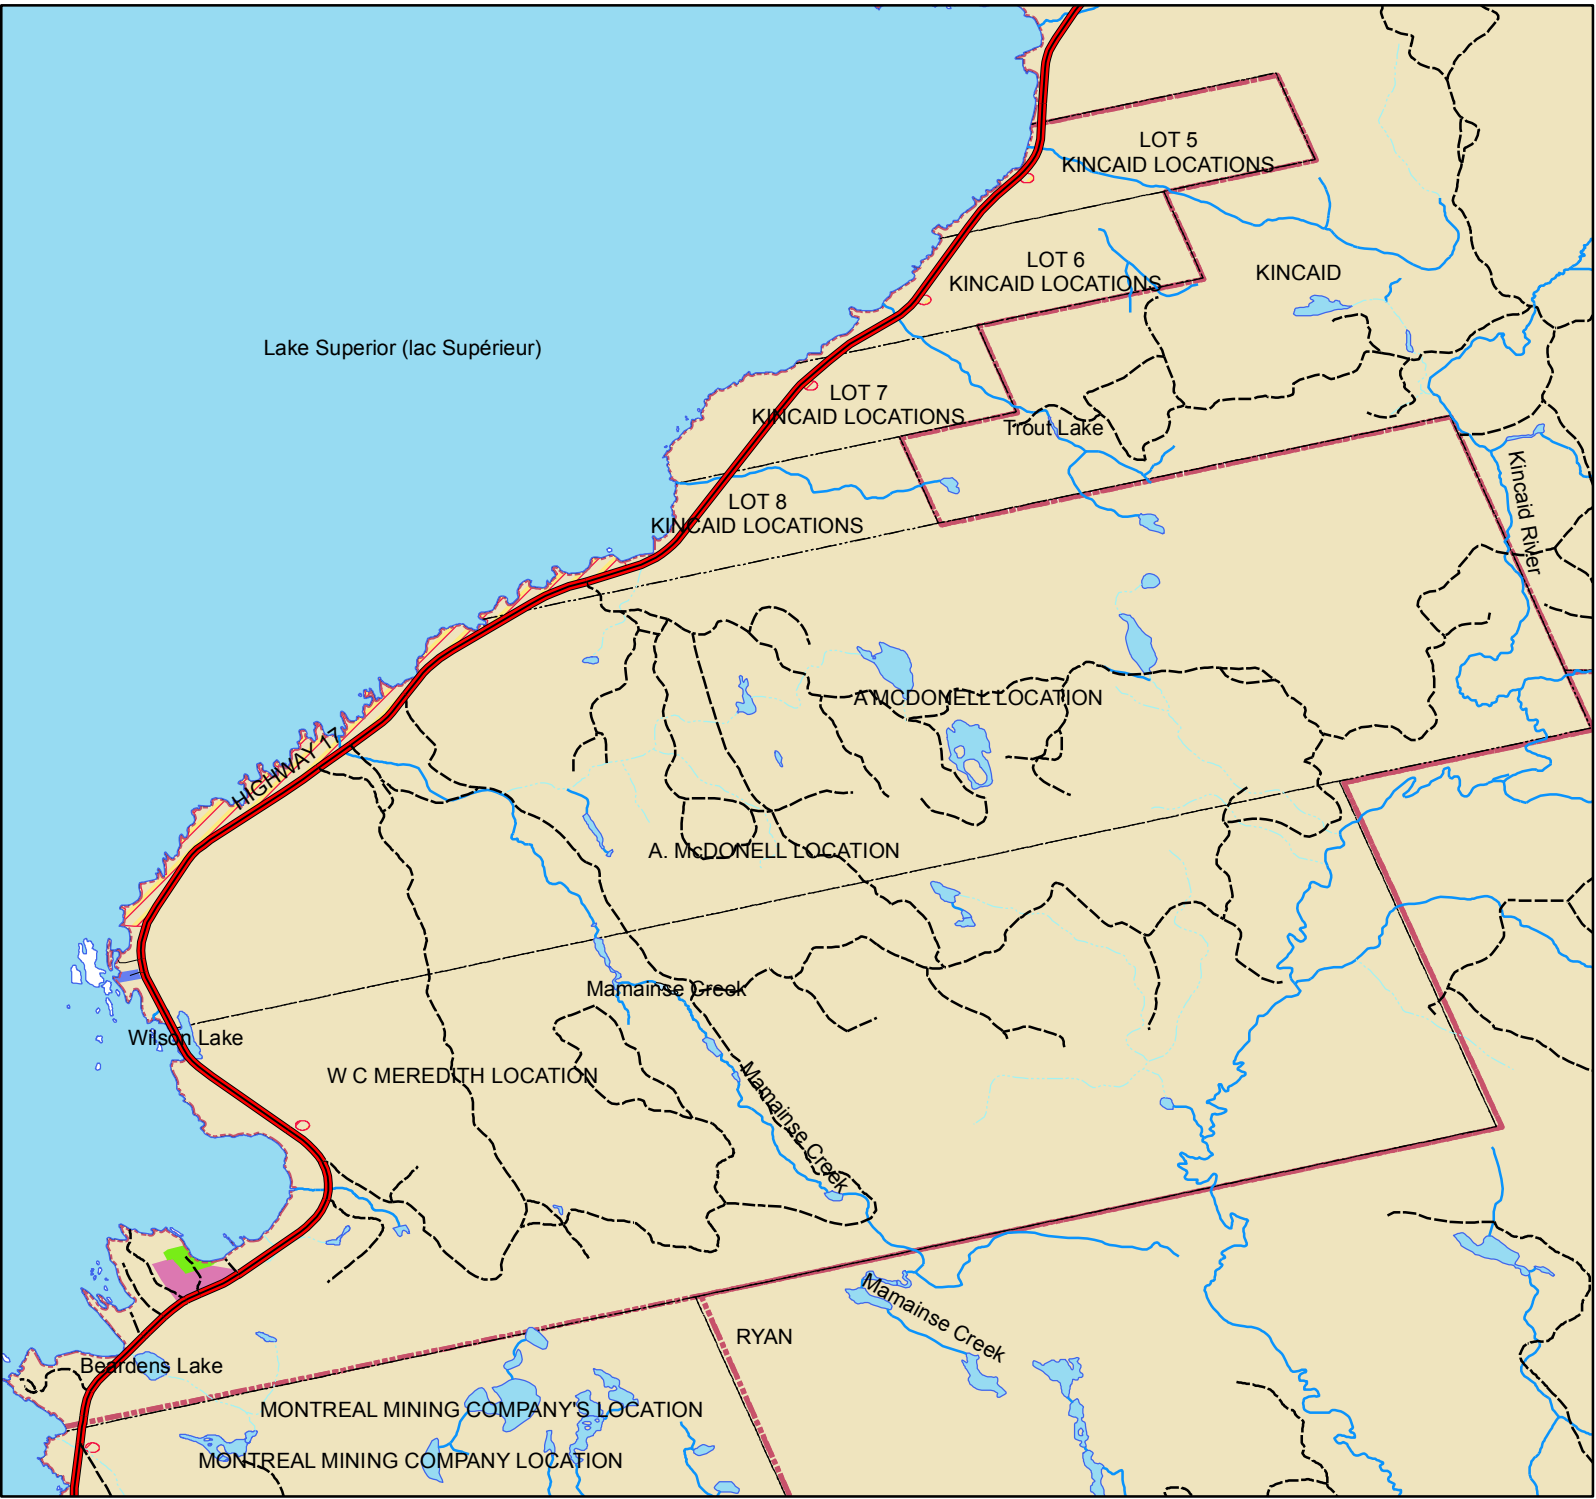 LOT 5
KINCAID LOCATIONS
LOT 6
KINCAID LOCATIONS
KINCAID
Lake Superior (lac Supérieur)
LOT 7
KINCAID LOCATIONS
Trout Lake
LOT 8
KINCAID LOCATIONS
Kincaid River
A MCDONELL LOCATION
HIGHWAY 17
A. McDONELL LOCATION
Mamainse Creek
Wilson Lake
W C MEREDITH LOCATION
Mamainse Creek
Mamainse Creek
RYAN
Beardens Lake
MONTREAL MINING COMPANY'S LOCATION
MONTREAL MINING COMPANY LOCATION